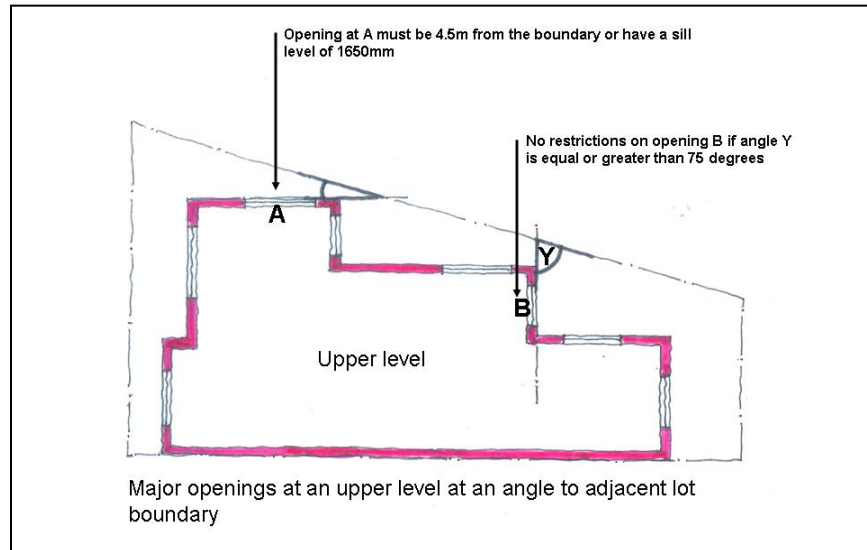 Opening at A must be 4.5m from the boundary or have a sill
level of 1650mm
No restrictions on opening B if angle Y
is equal or greater than 75 degrees
A
Y
B
Upper level
Major openings at an upper level at an angle to adjacent lot
boundary